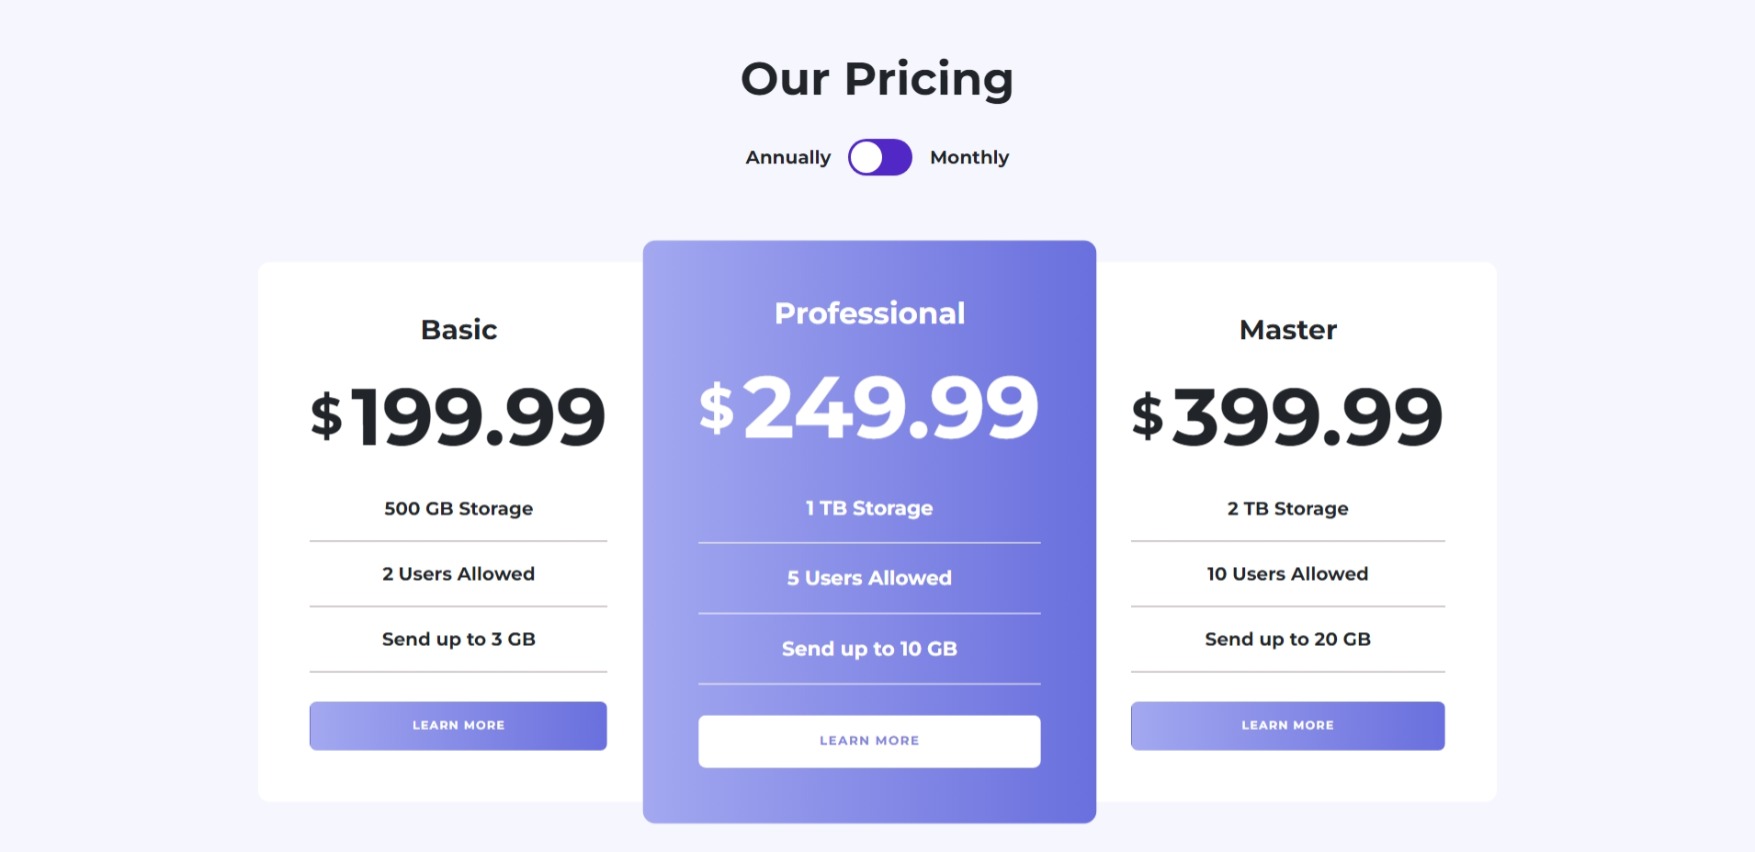 Our Pricing
Annually Monthly
Basic
$199.99
500 GB Storage
2 Users Allowed
Send up to 3 GB
LEARN MORE
Professional
$249.99
1 TB Storage
5 Users Allowed
Send up to 10 GB
LEARN MORE
Master
$399.99
2 TB Storage
10 Users Allowed
Send up to 20 GB
LEARN MORE